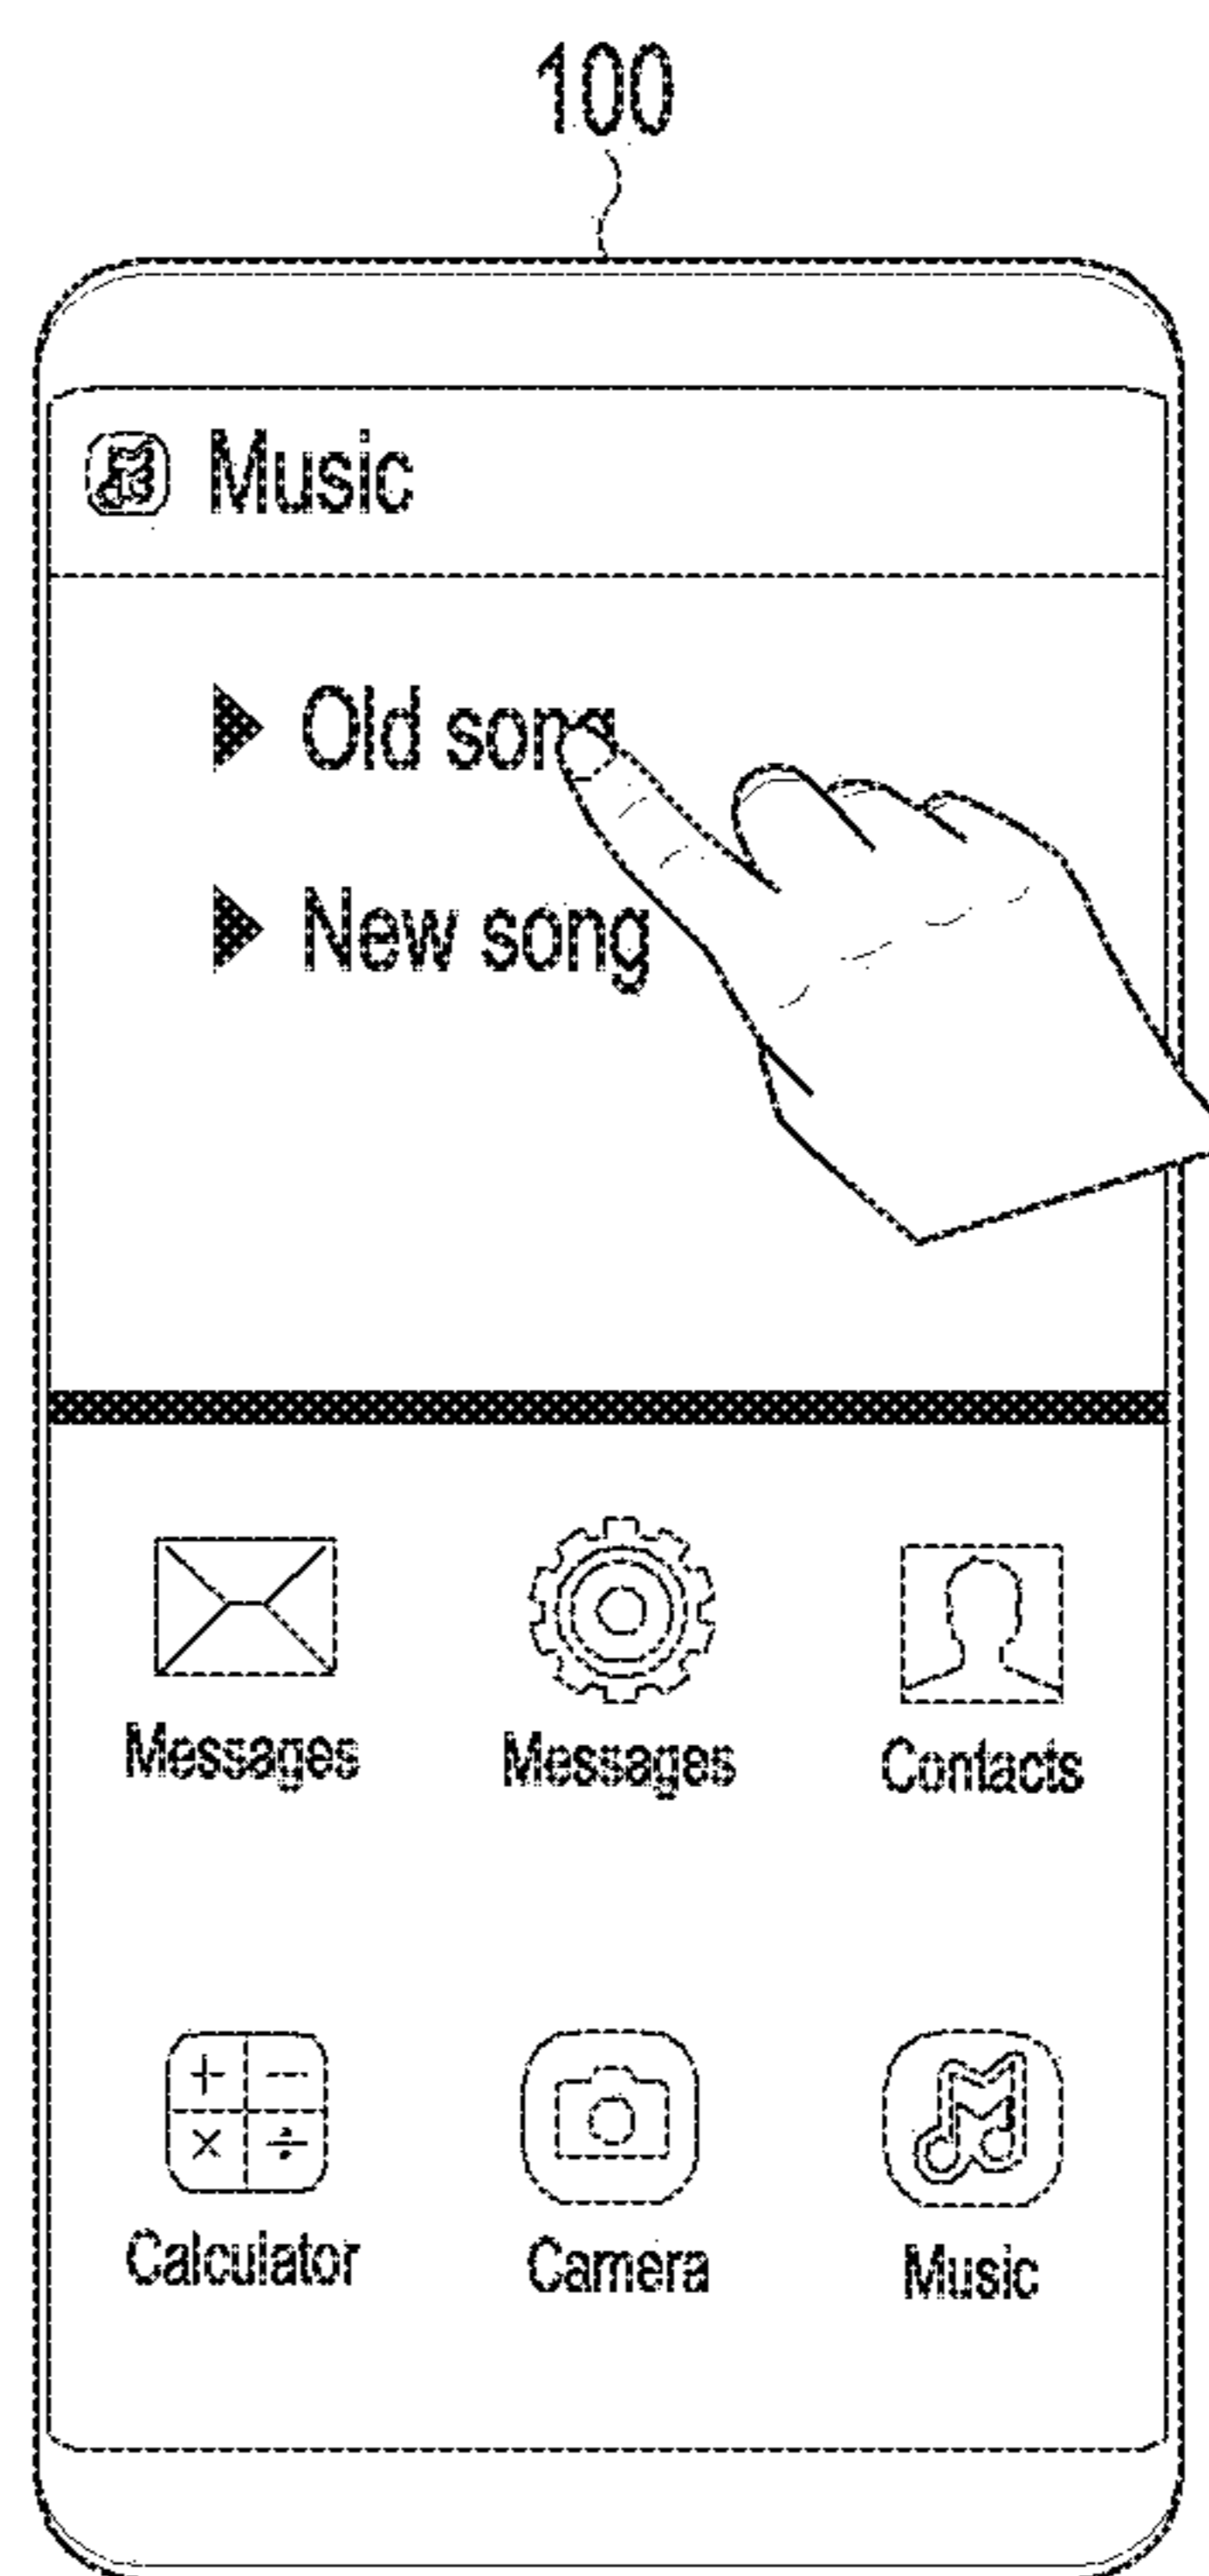 100
Music
Old song
New song
Messages Messages Contacts
+ -
× ÷
Calculator Camera Music